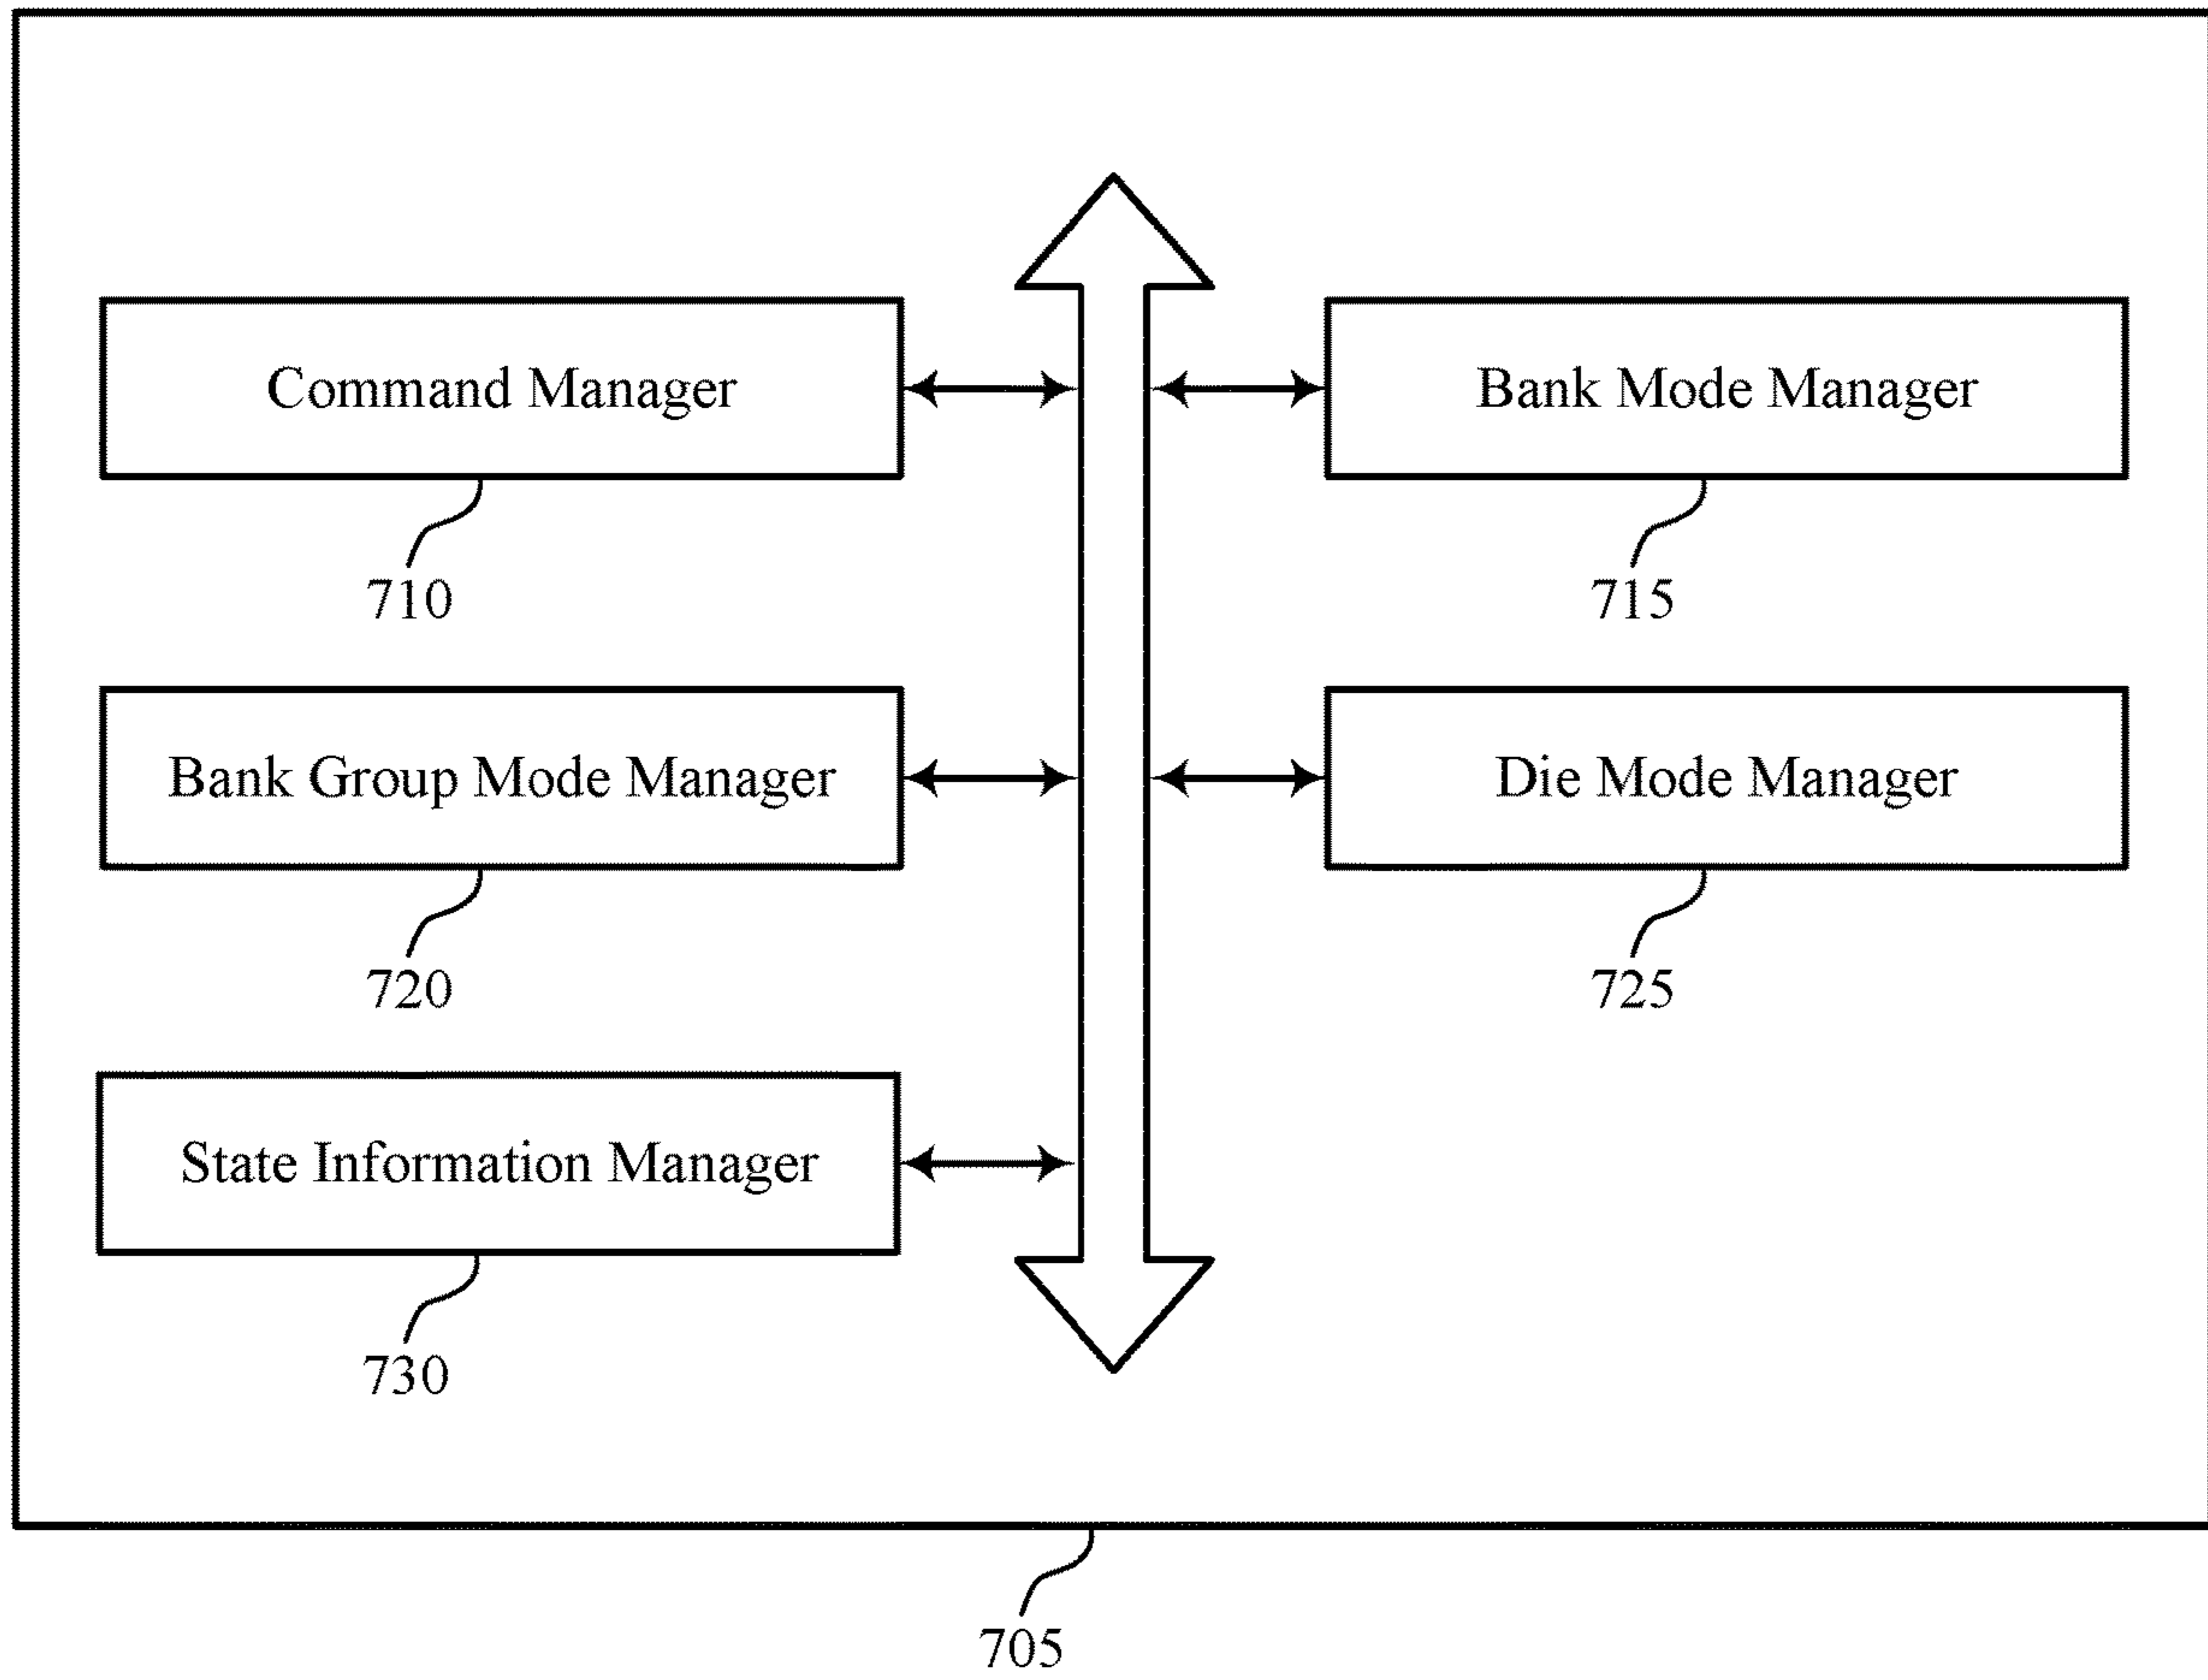 Command Manager
Bank Mode Manager
710
715
Bank Group Mode Manager
Die Mode Manager
720
725
State Information Manager
730
705